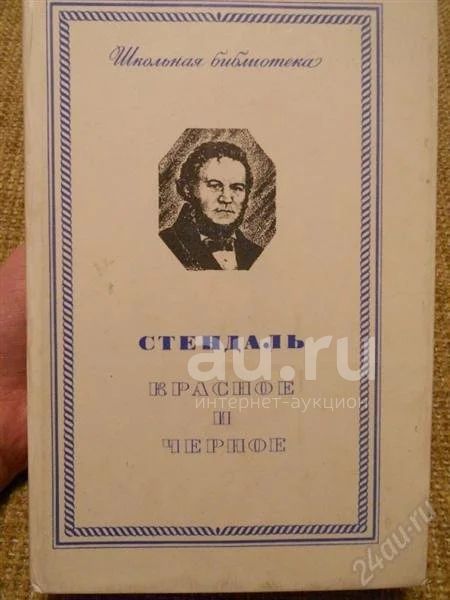 Школьная библиотека
СТЕНДАЛЬ
au.ru
КРАСНОЕ
интернет-аукцион
И
ЧЕРНОЕ
24au.ru